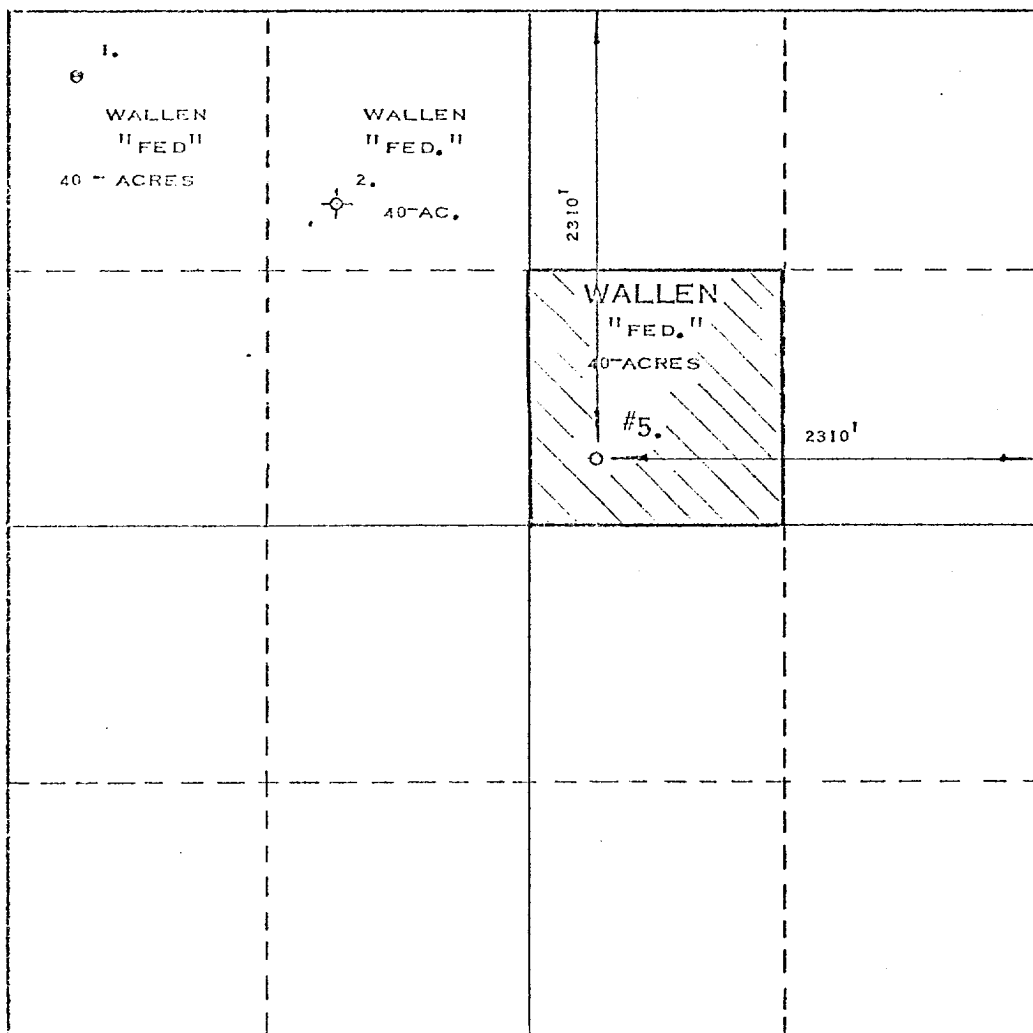 1.
WALLEN
"FED"
40- ACRES
WALLEN
"FED."
2.
40-AC.
2310'
WALLEN
"FED."
40-ACRES
#5.
2310'